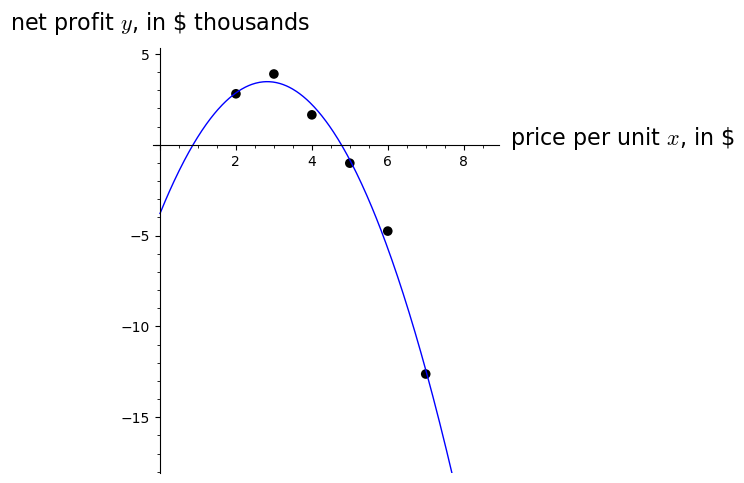 net profit y, in $ thousands
5
price per unit x, in $
2 4 6 8
−5
−10
−15